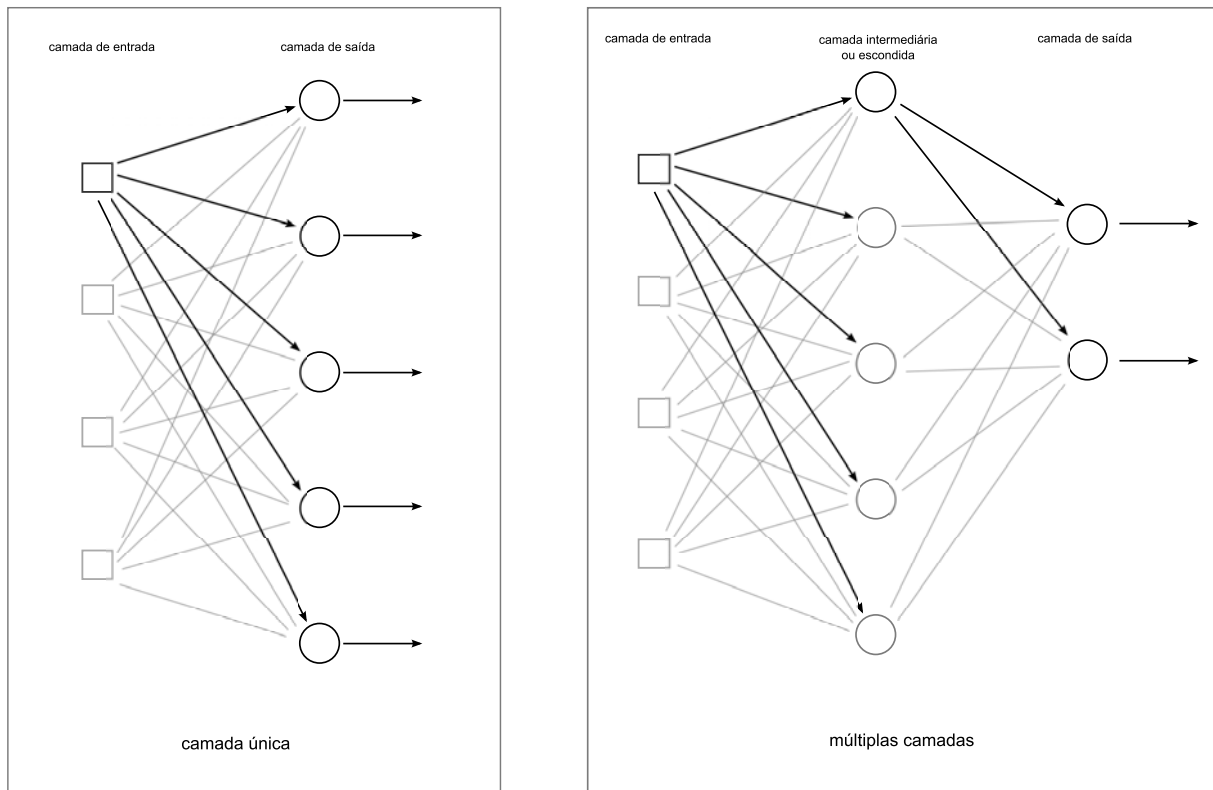 camada de entrada
camada de saída
camada única
camada de entrada
camada intermediária
ou escondida
camada de saída
múltiplas camadas